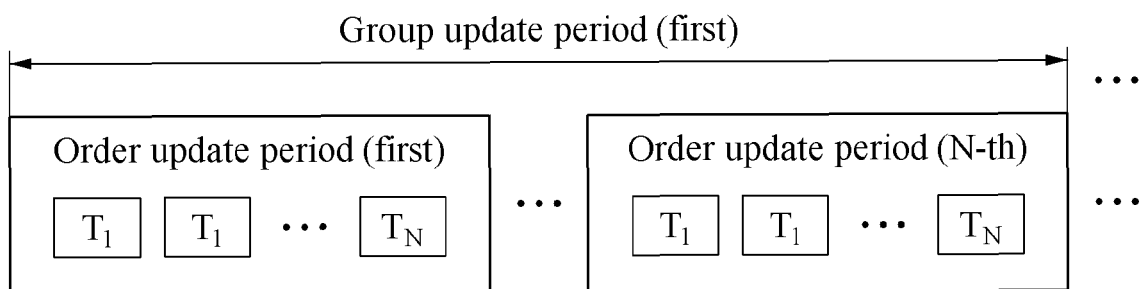 Group update period (first)
...
Order update period (first)
Order update period (N-th)
T1 T1 ... TN
...
T1 T1 ... TN
...